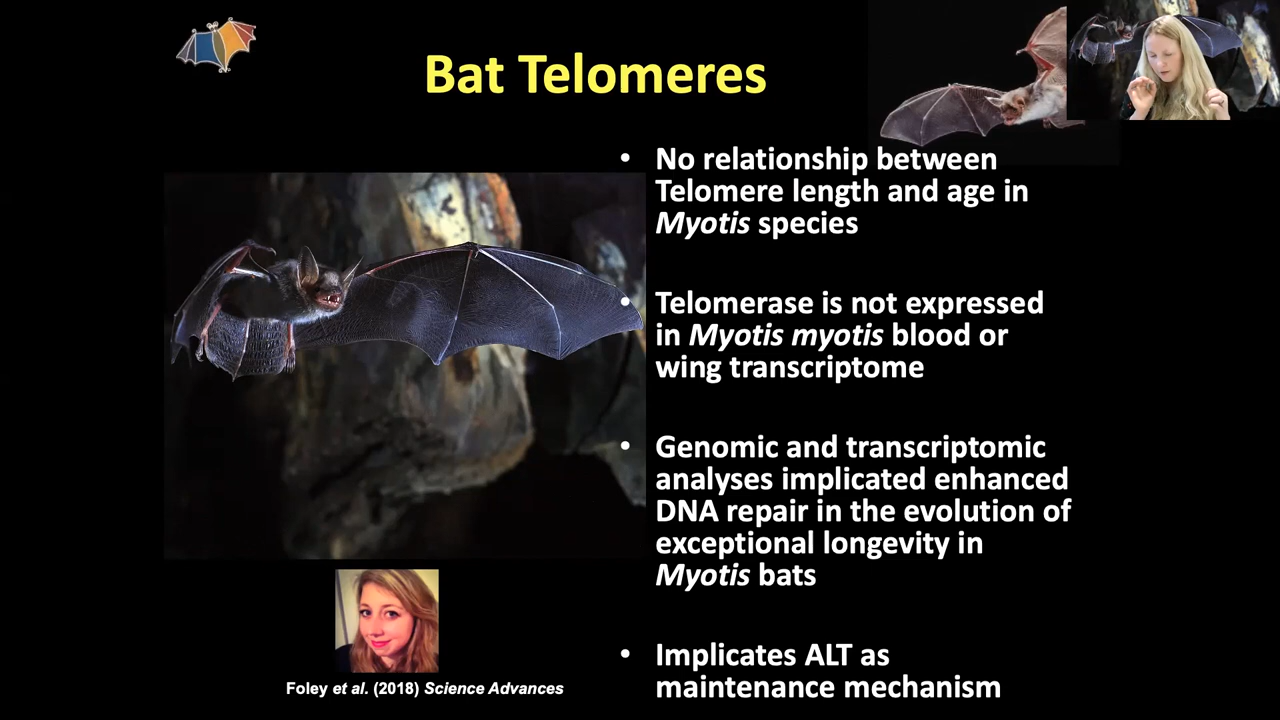 Bat Telomeres
• No relationship between
Telomere length and age in
Myotis species
• Telomerase is not expressed
in Myotis myotis blood or
wing transcriptome
• Genomic and transcriptomic
analyses implicated enhanced
DNA repair in the evolution of
exceptional longevity in
Myotis bats
• Implicates ALT as
maintenance mechanism
Foley et al. (2018) Science Advances